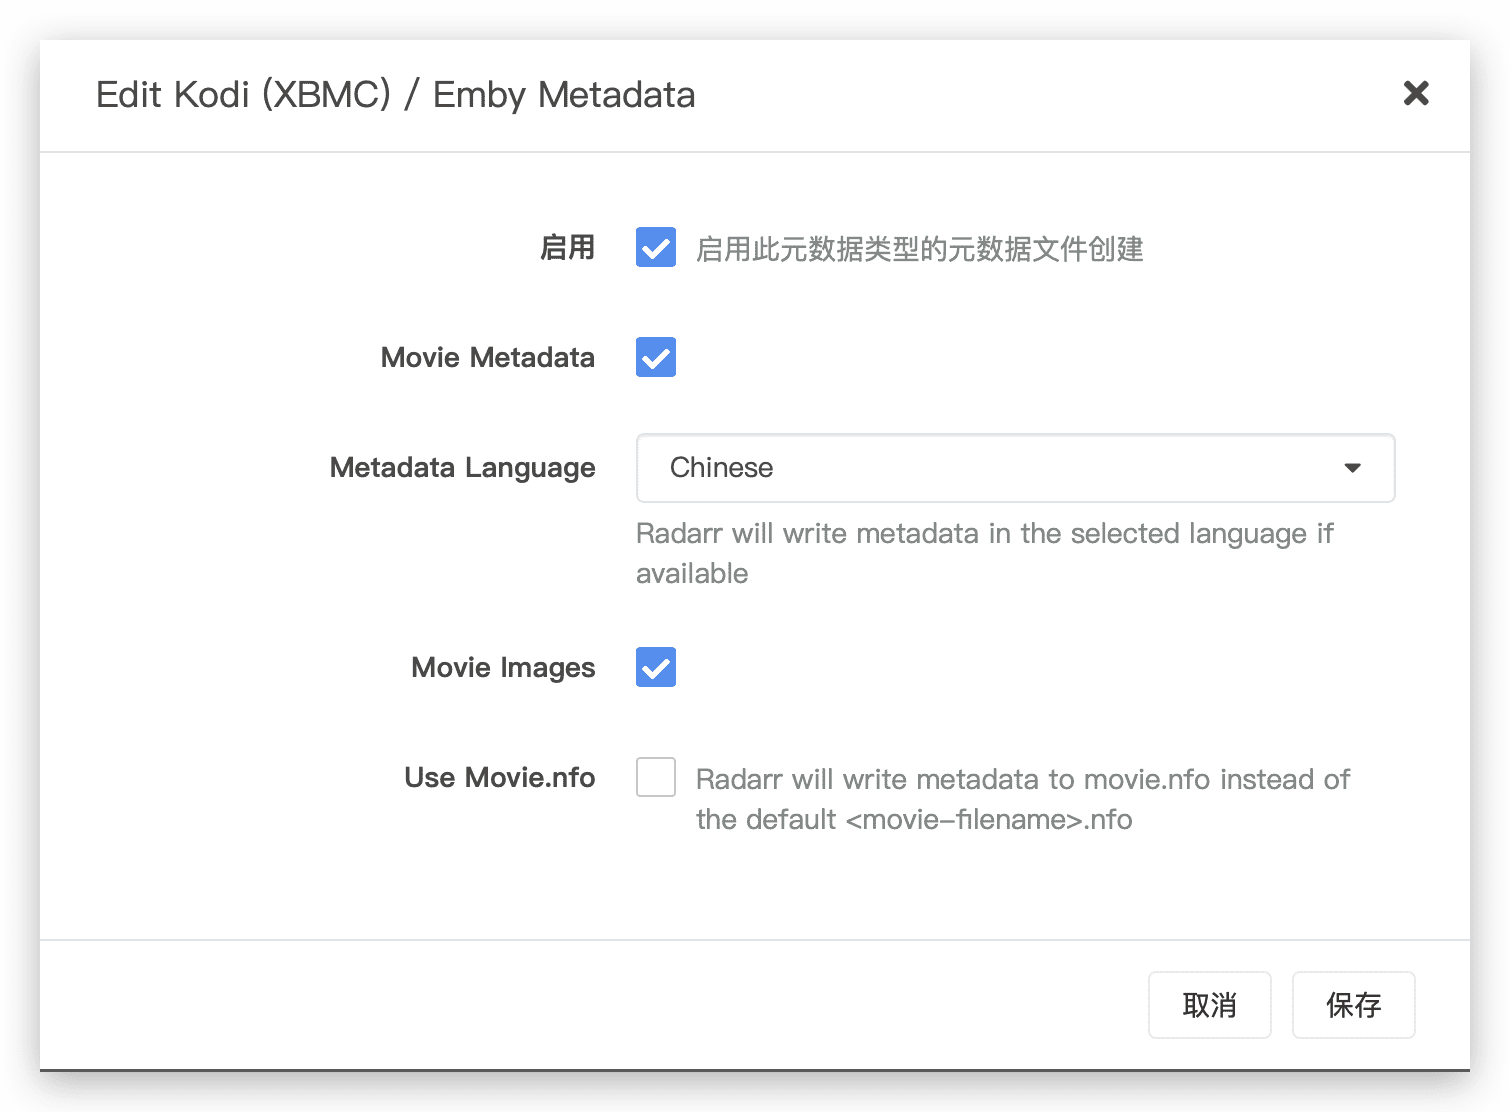 Edit Kodi (XBMC) / Emby Metadata
启用
启用此元数据类型的元数据文件创建
Movie Metadata
Metadata Language
Chinese
Radarr will write metadata in the selected language if
available
Movie Images
Use Movie.nfo
Radarr will write metadata to movie.nfo instead of
the default <movie-filename>.nfo
取消
保存